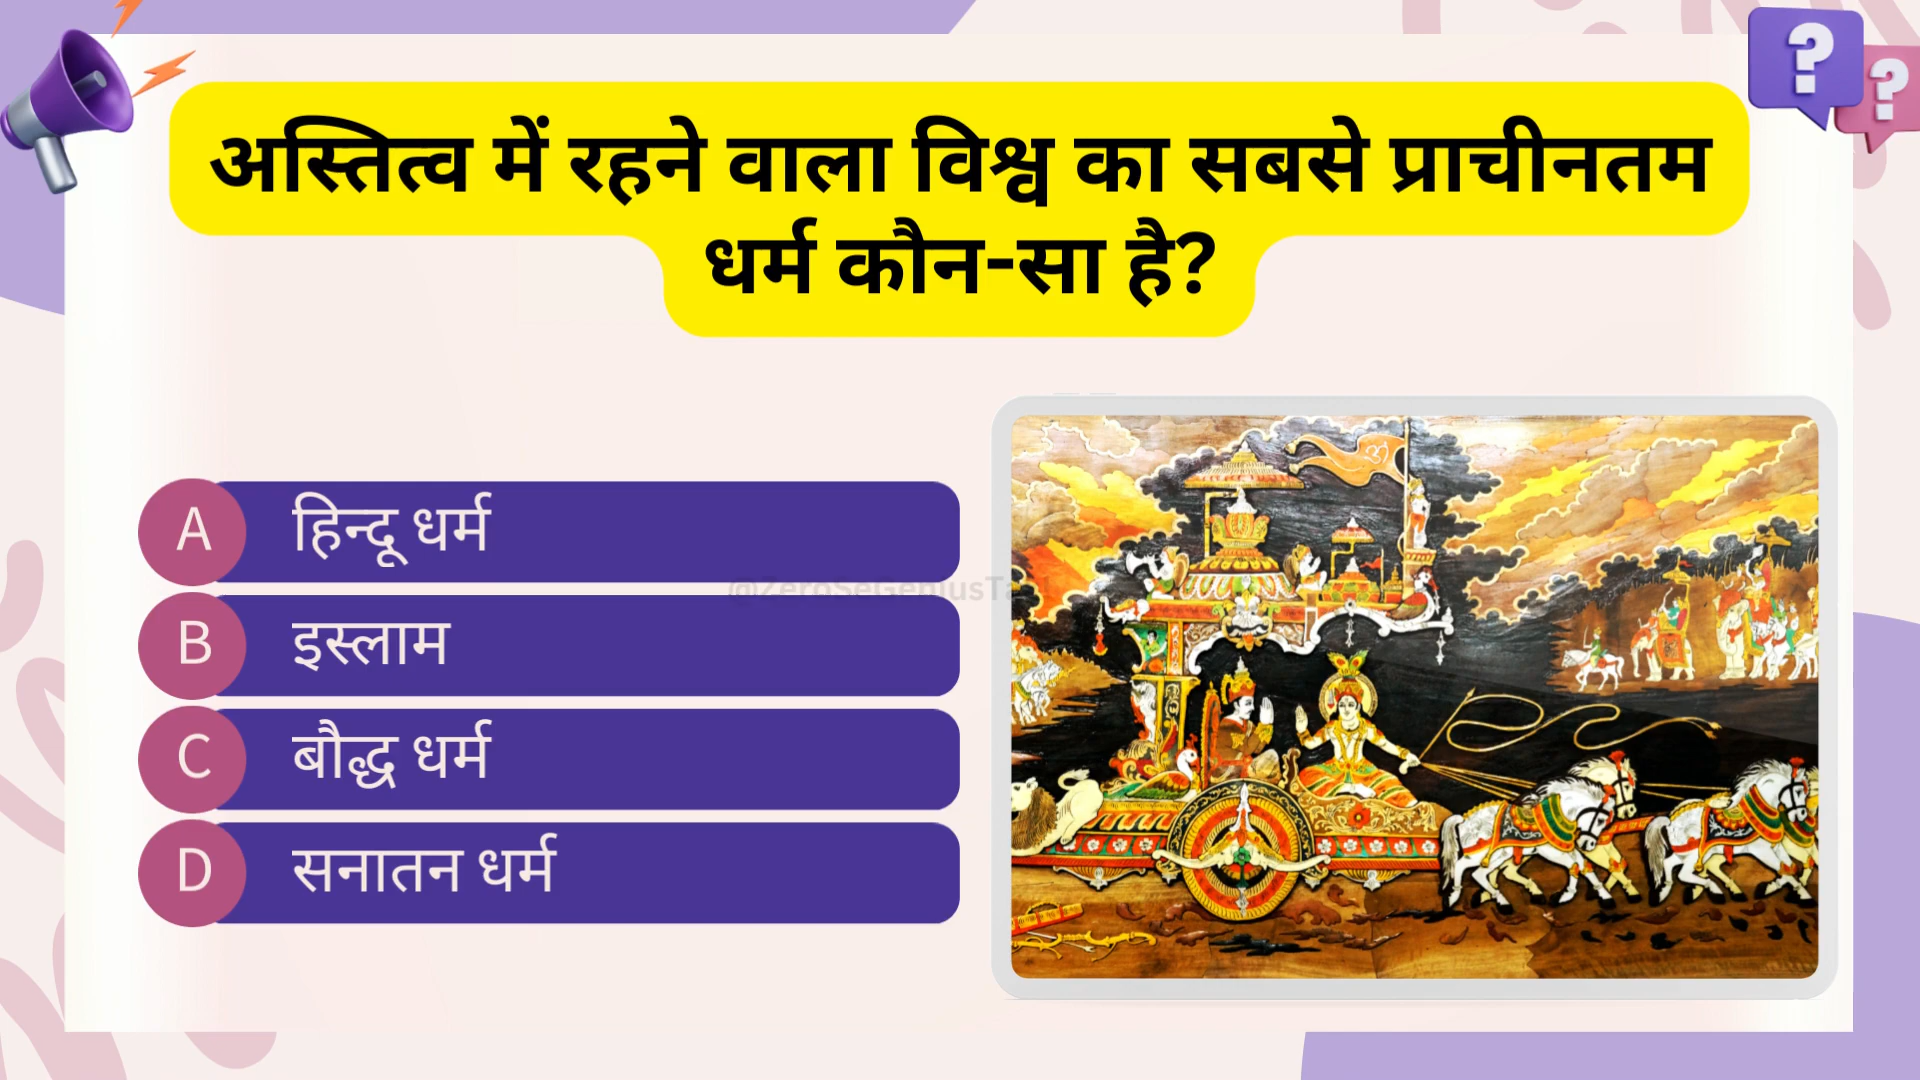 अस्तित्व में रहने वाला विश्व का सबसे प्राचीनतम
धर्म कौन-सा है?
A हिन्दू धर्म
B इस्लाम
C बौद्ध धर्म
D सनातन धर्म